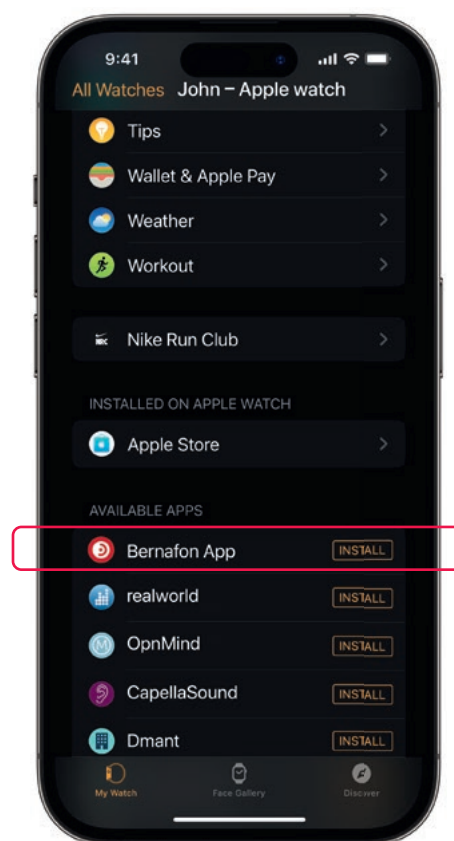 9:41
All Watches John – Apple watch
Tips
Wallet & Apple Pay
Weather
Workout
Nike Run Club
INSTALLED ON APPLE WATCH
Apple Store
AVAILABLE APPS
Bernafon App INSTALL
realworld INSTALL
OpnMind INSTALL
CapellaSound INSTALL
Dmant INSTALL
My Watch Face Gallery Discover